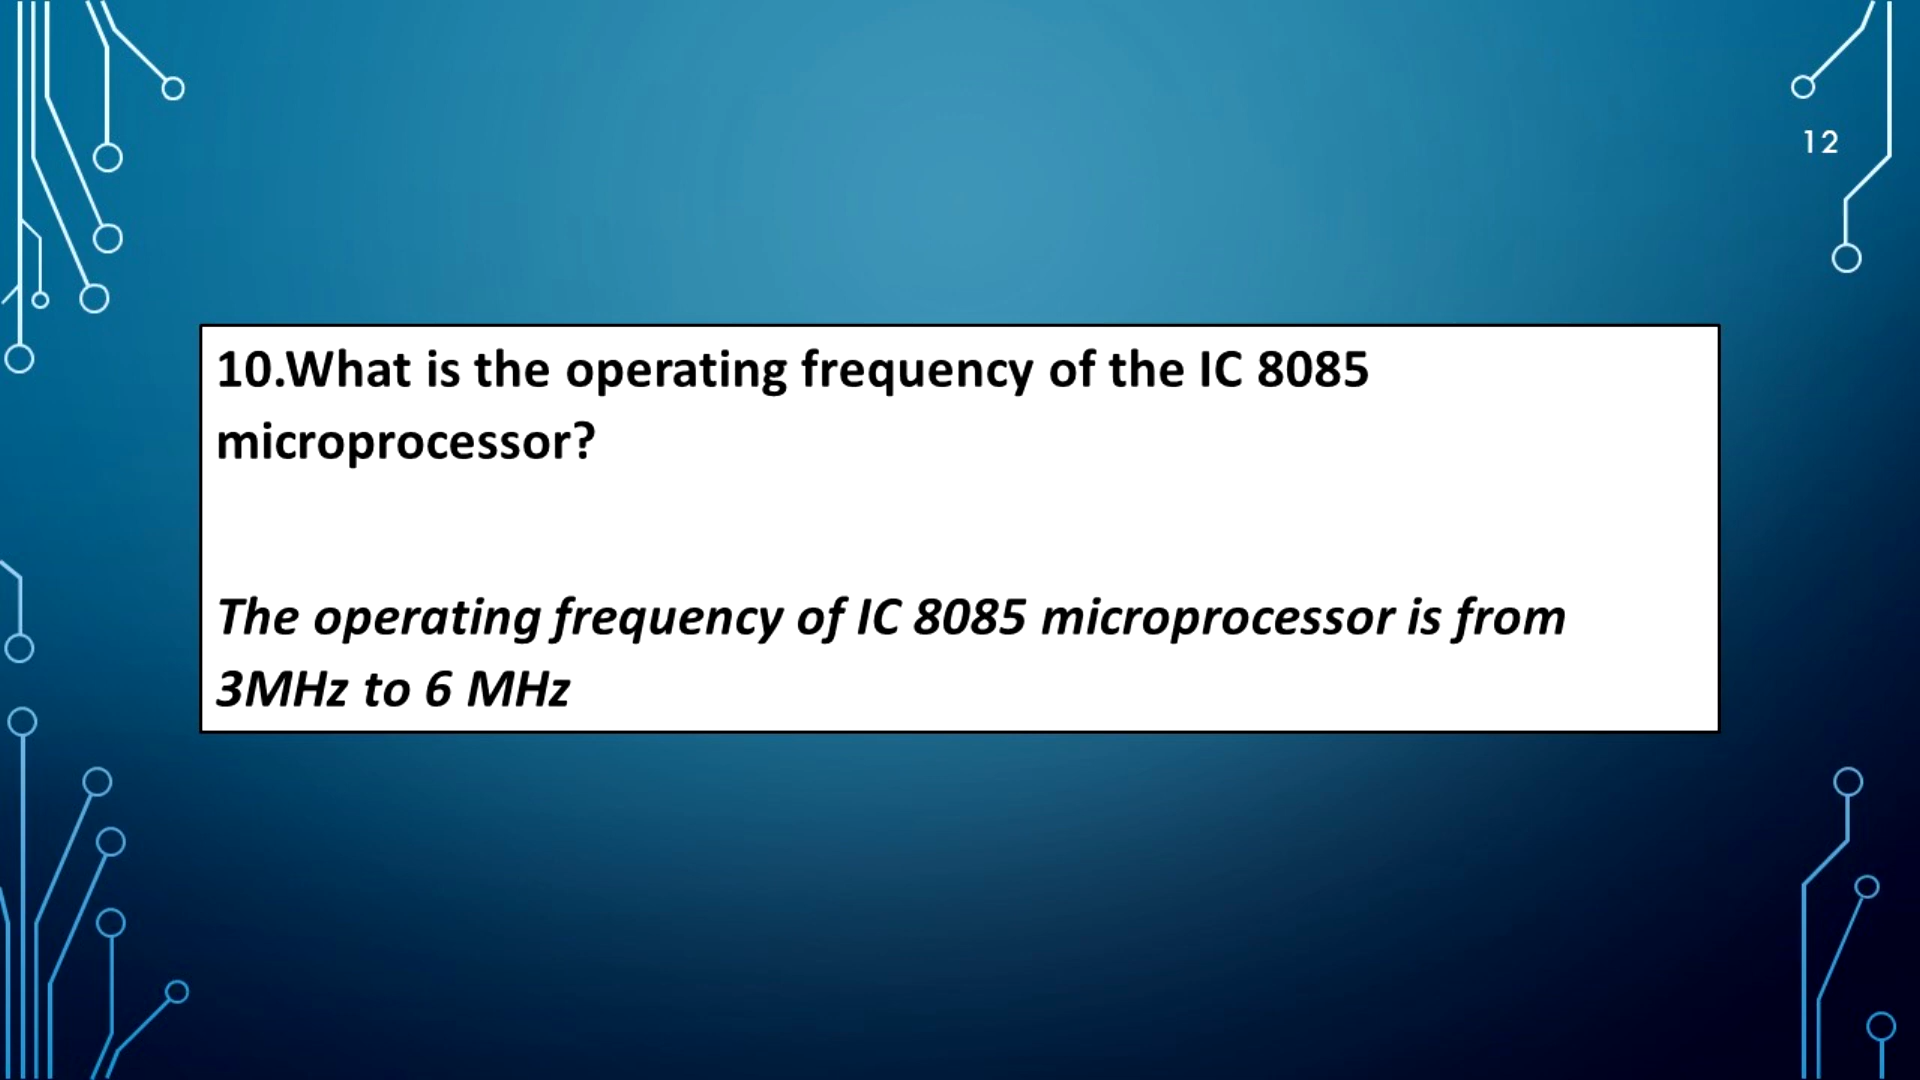 12
10.What is the operating frequency of the IC 8085
microprocessor?
The operating frequency of IC 8085 microprocessor is from
3MHz to 6 MHz